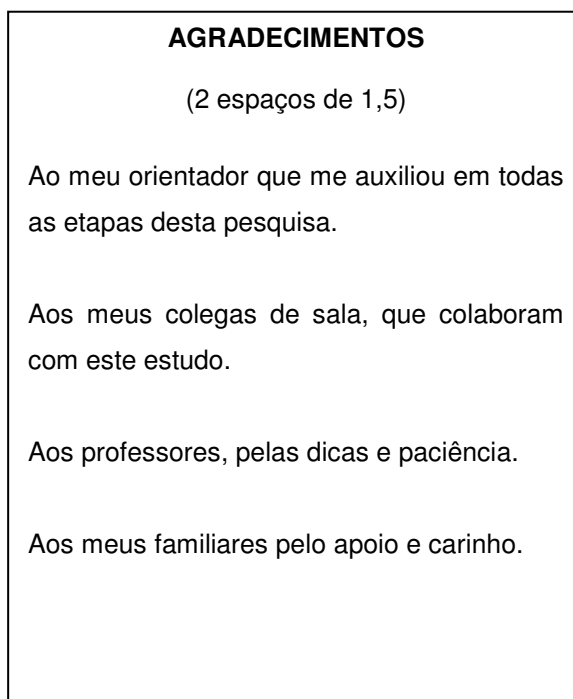 AGRADECIMENTOS
(2 espaços de 1,5)
Ao meu orientador que me auxiliou em todas
as etapas desta pesquisa.
Aos meus colegas de sala, que colaboram
com este estudo.
Aos professores, pelas dicas e paciência.
Aos meus familiares pelo apoio e carinho.